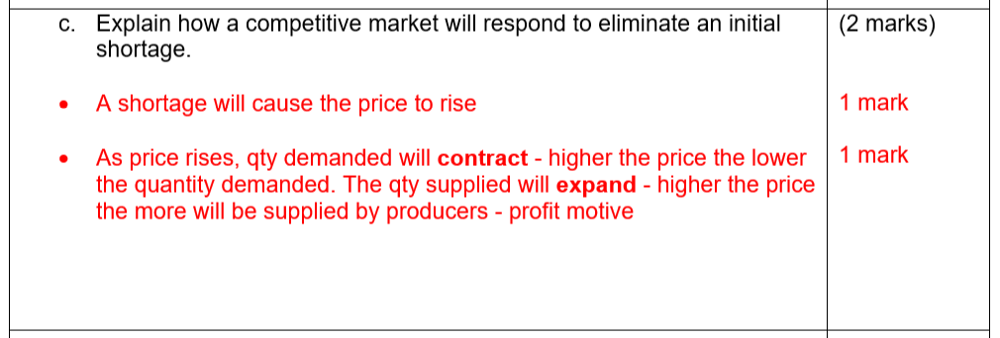 c. Explain how a competitive market will respond to eliminate an initial (2 marks)
shortage.
• A shortage will cause the price to rise 1 mark
• As price rises, qty demanded will contract - higher the price the lower 1 mark
the quantity demanded. The qty supplied will expand - higher the price
the more will be supplied by producers - profit motive